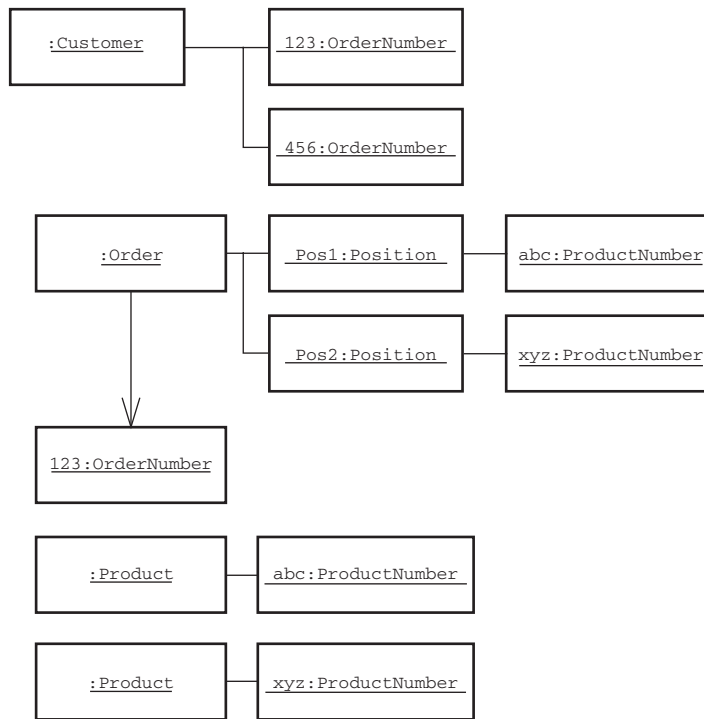 :Customer
123:OrderNumber
456:OrderNumber
:Order
Pos1:Position
abc:ProductNumber
Pos2:Position
xyz:ProductNumber
123:OrderNumber
:Product
abc:ProductNumber
:Product
xyz:ProductNumber